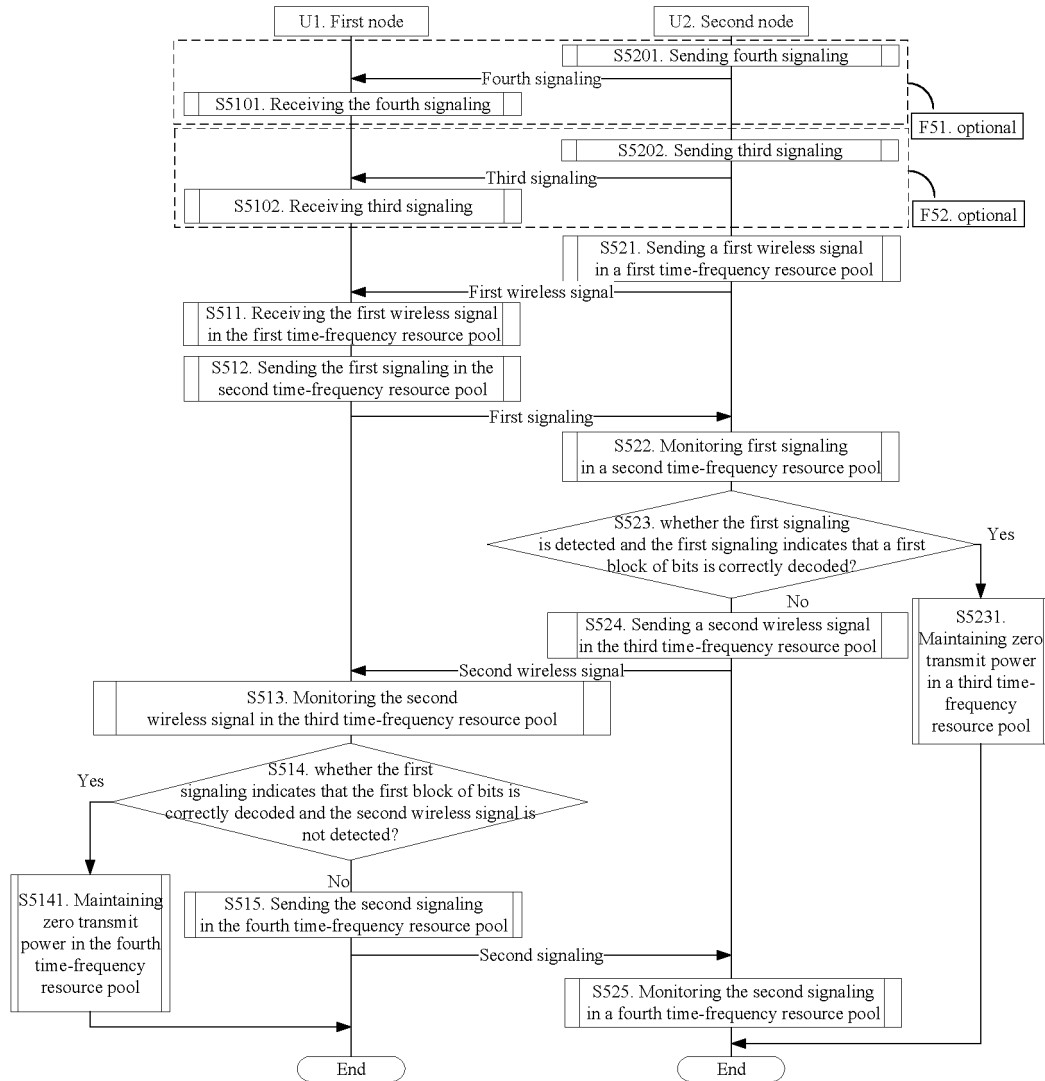 U1. First node
U2. Second node
S5201. Sending fourth signaling
Fourth signaling
S5101. Receiving the fourth signaling
F51. optional
S5202. Sending third signaling
Third signaling
S5102. Receiving third signaling
F52. optional
S521. Sending a first wireless signal
in a first time-frequency resource pool
First wireless signal
S511. Receiving the first wireless signal
in the first time-frequency resource pool
S512. Sending the first signaling in the
second time-frequency resource pool
First signaling
S522. Monitoring first signaling
in a second time-frequency resource pool
S523. whether the first signaling
is detected and the first signaling indicates that a first
block of bits is correctly decoded?
Yes
No
S5231.
Maintaining zero
transmit power
in a third time-
frequency
resource pool
S524. Sending a second wireless signal
in the third time-frequency resource pool
Second wireless signal
S513. Monitoring the second
wireless signal in the third time-frequency resource pool
S514. whether the first
signaling indicates that the first block of bits is
correctly decoded and the second wireless signal is
not detected?
Yes
No
S5141. Maintaining
zero transmit
power in the fourth
time-frequency
resource pool
S515. Sending the second signaling
in the fourth time-frequency resource pool
Second signaling
S525. Monitoring the second signaling
in a fourth time-frequency resource pool
End
End